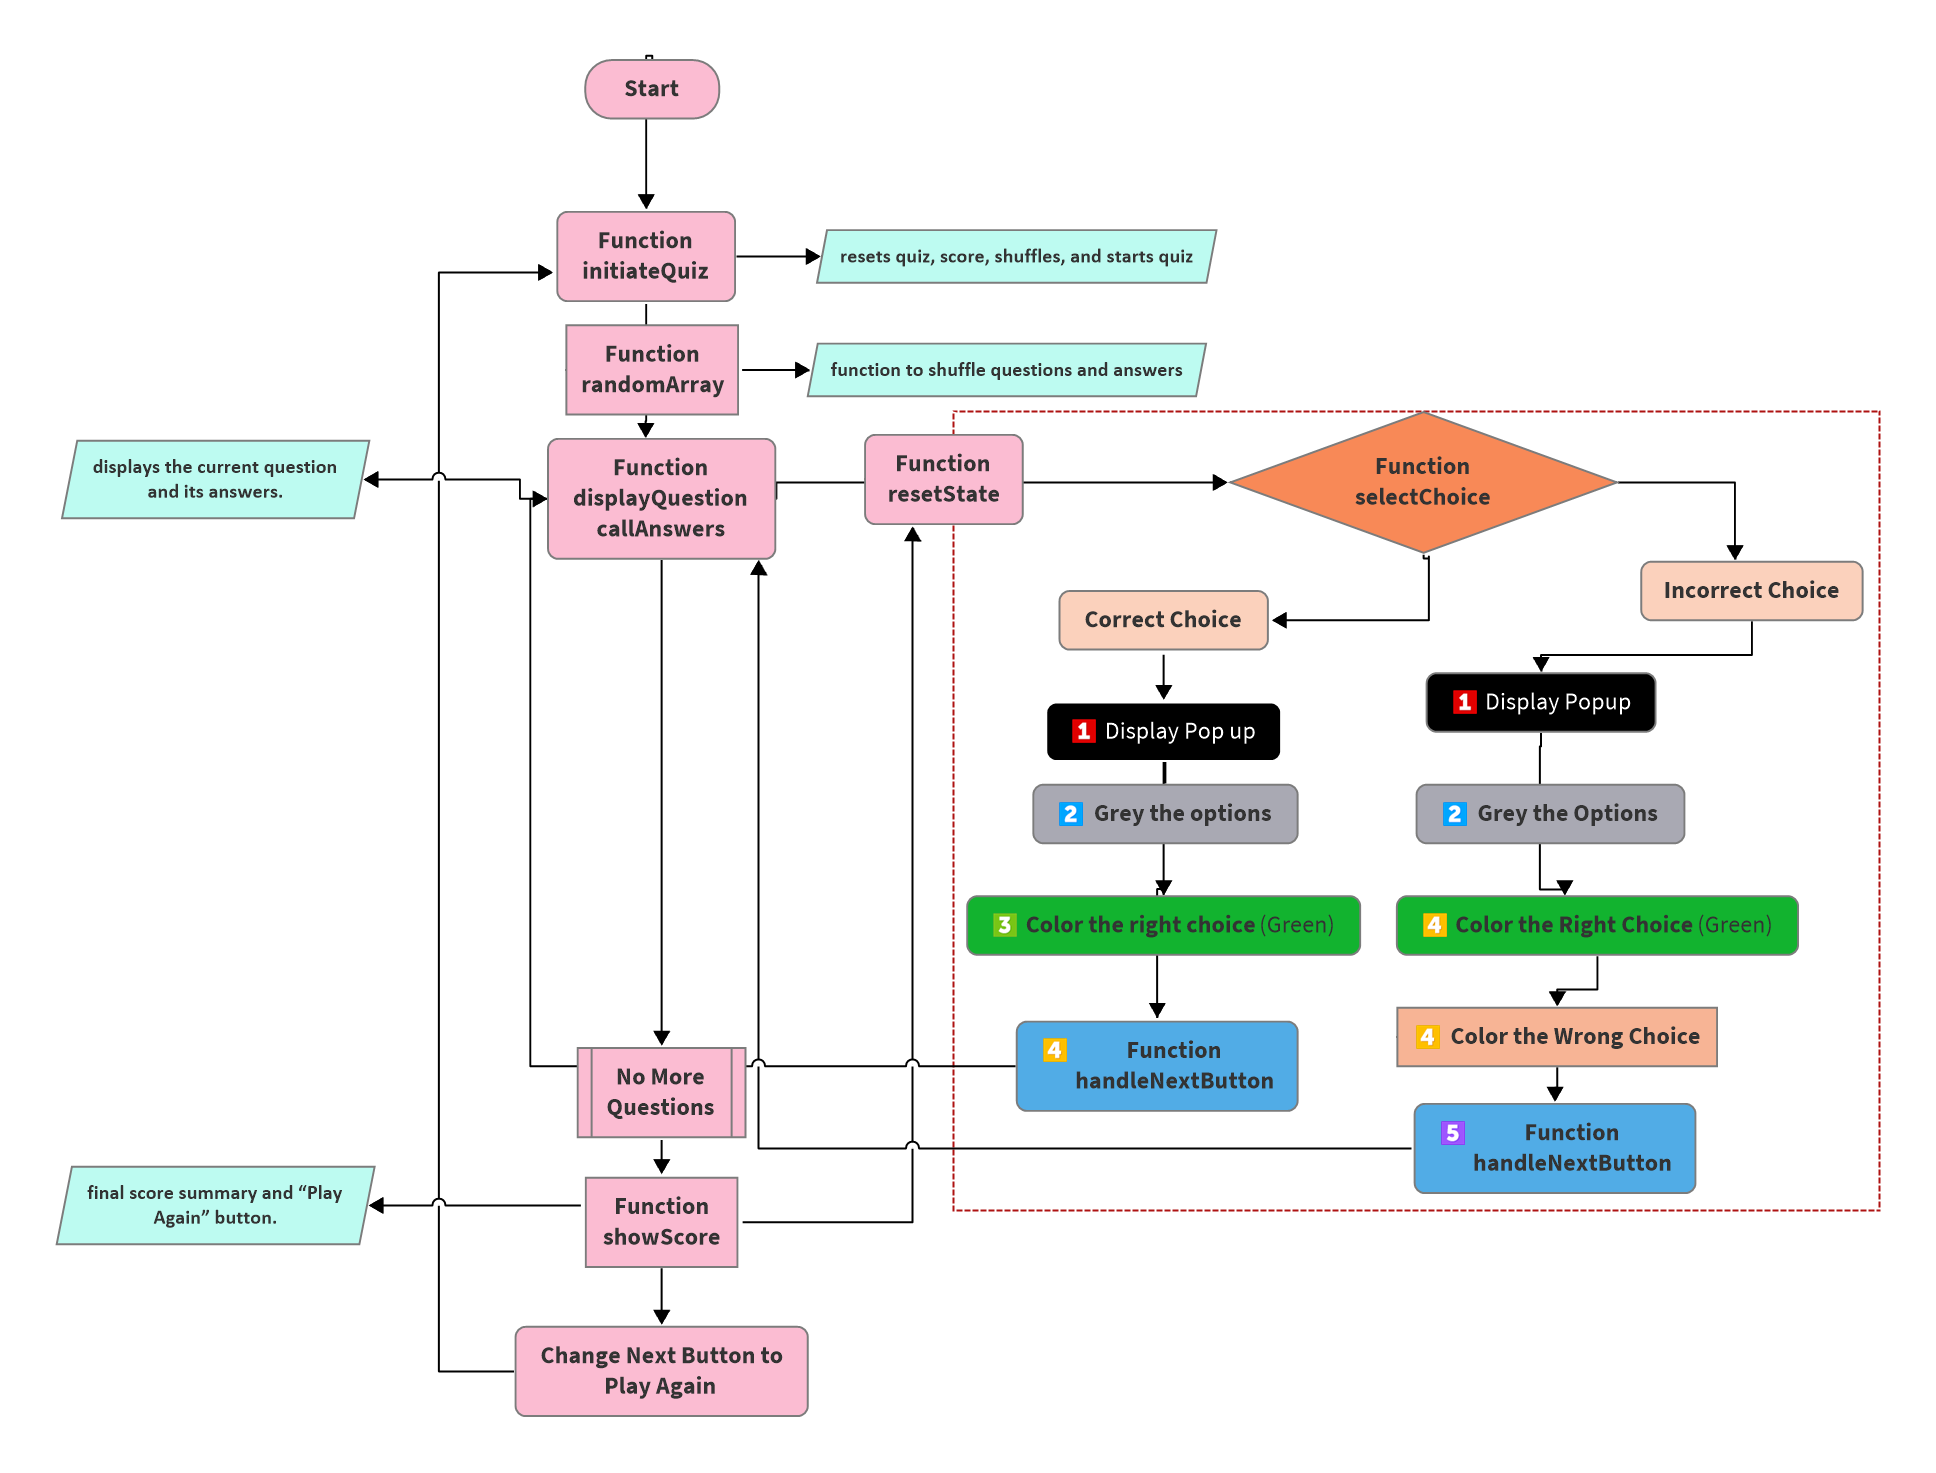 Start
Function
initiateQuiz
resets quiz, score, shuffles, and starts quiz
Function
randomArray
function to shuffle questions and answers
displays the current question
and its answers.
Function
displayQuestion
callAnswers
Function
resetState
Function
selectChoice
Correct Choice
Incorrect Choice
1 Display Pop up
1 Display Popup
2 Grey the options
2 Grey the Options
3 Color the right choice (Green)
4 Color the Right Choice (Green)
4 Color the Wrong Choice
4 Function
handleNextButton
5 Function
handleNextButton
No More
Questions
final score summary and “Play
Again” button.
Function
showScore
Change Next Button to
Play Again